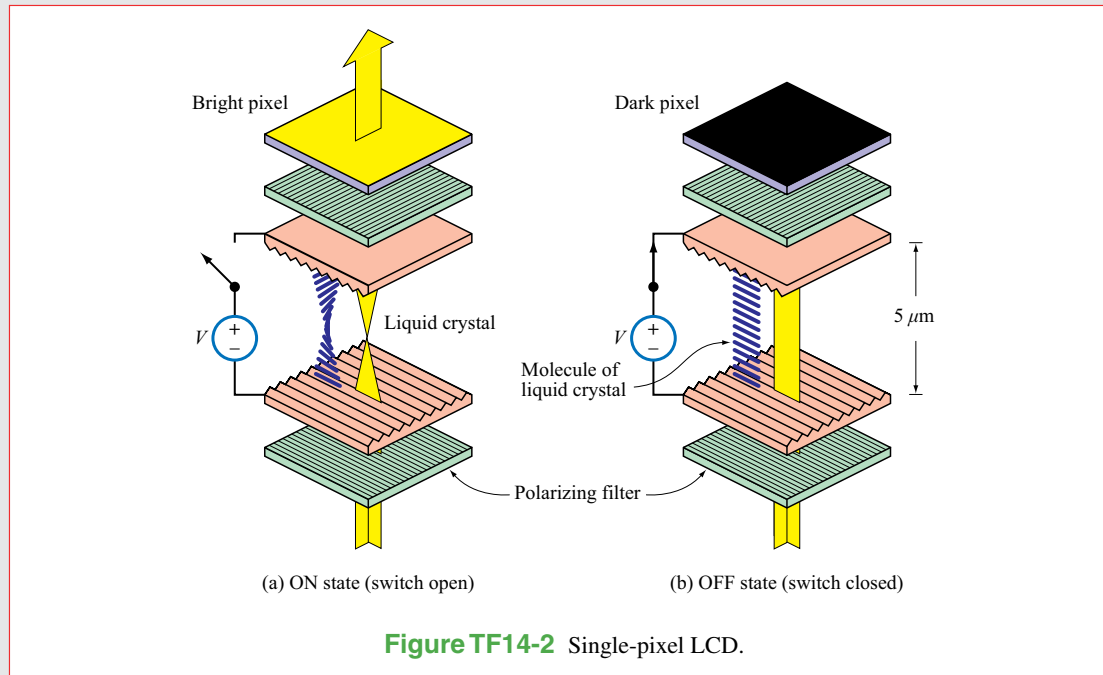 Bright pixel
V
+
−
Liquid crystal
Dark pixel
V
+
−
5 μm
Molecule of
liquid crystal
Polarizing filter
(a) ON state (switch open)
(b) OFF state (switch closed)
Figure TF14-2 Single-pixel LCD.